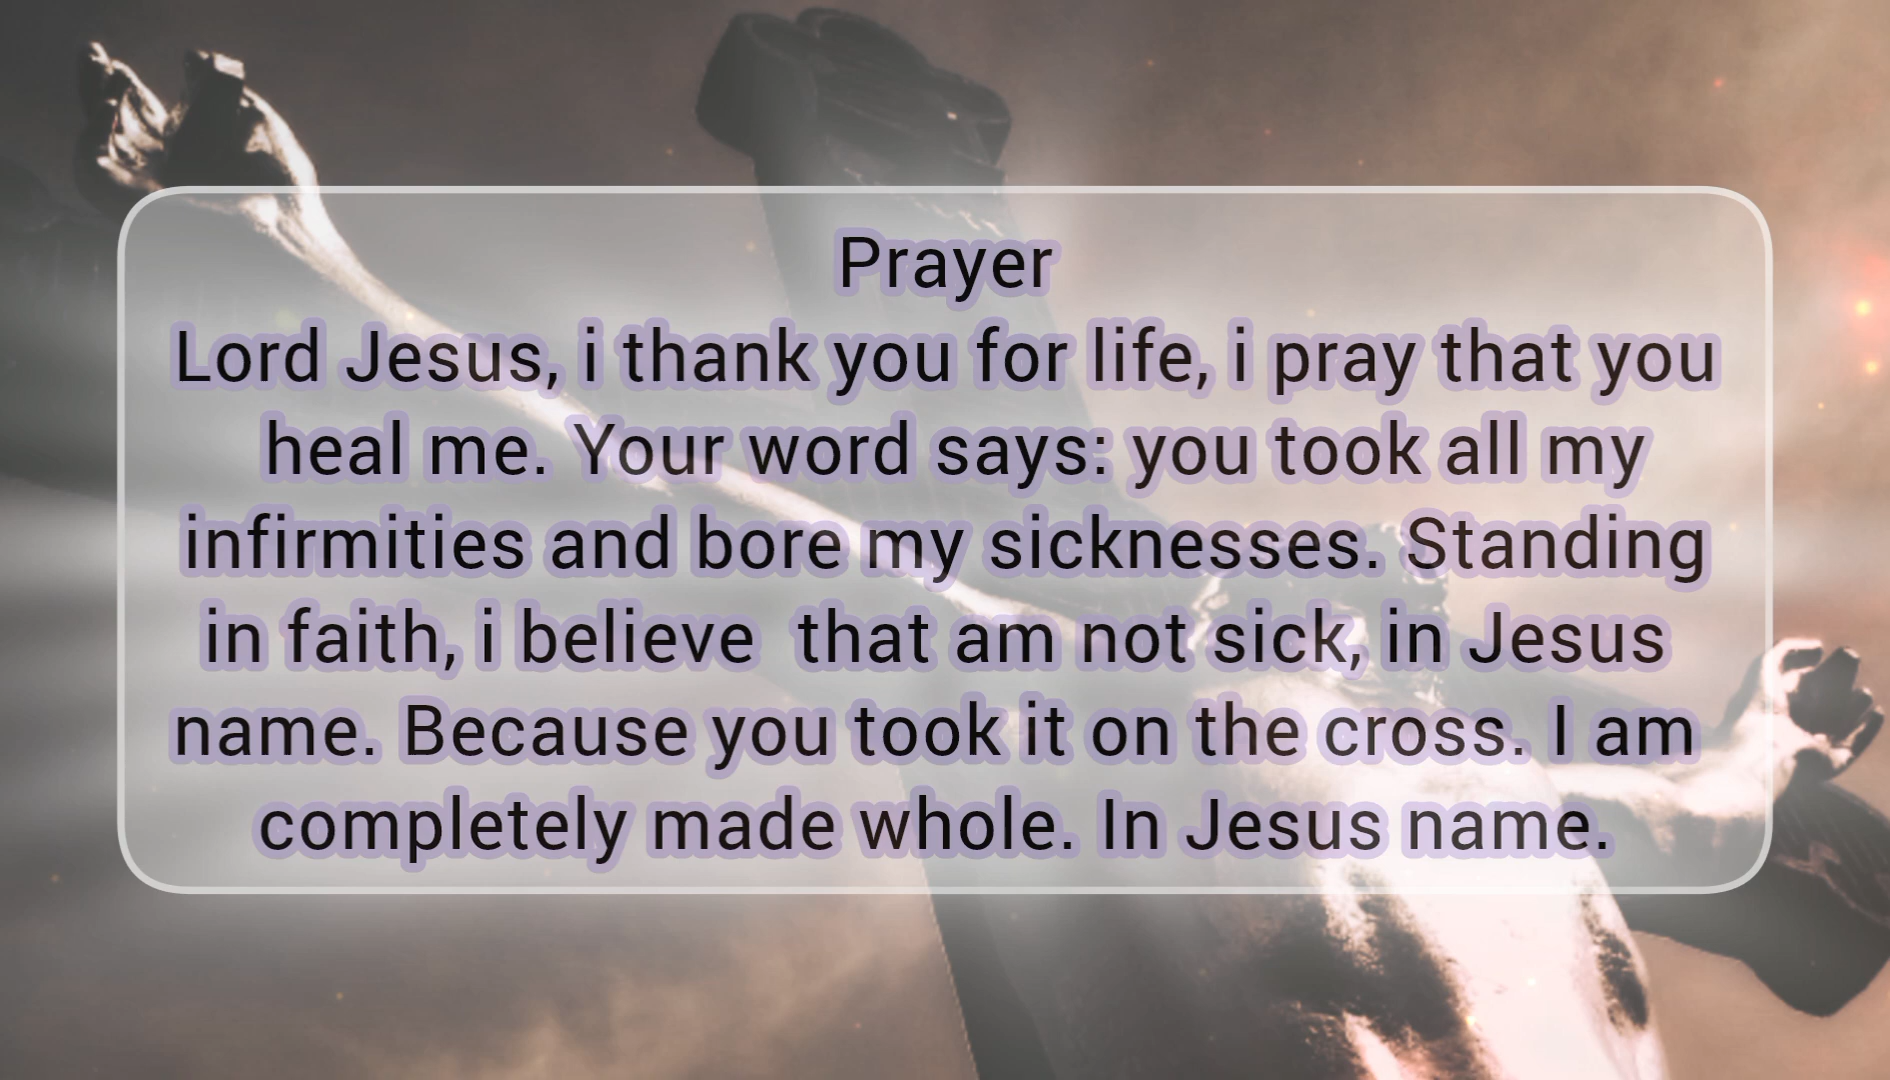 Prayer
Lord Jesus, i thank you for life, i pray that you
heal me. Your word says: you took all my
infirmities and bore my sicknesses. Standing
in faith, i believe  that am not sick, in Jesus
name. Because you took it on the cross. I am
completely made whole. In Jesus name.